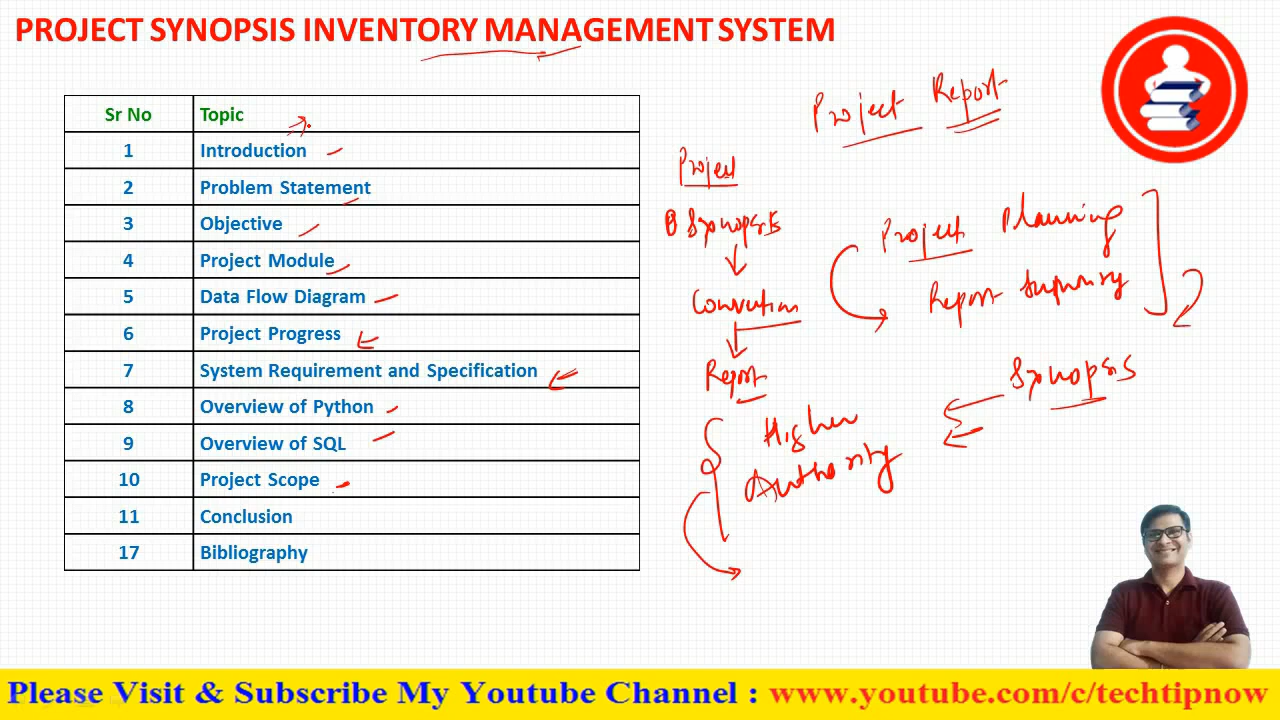 PROJECT SYNOPSIS INVENTORY MANAGEMENT SYSTEM
Sr No Topic
1 Introduction
2 Problem Statement
3 Objective
4 Project Module
5 Data Flow Diagram
6 Project Progress
7 System Requirement and Specification
8 Overview of Python
9 Overview of SQL
10 Project Scope
11 Conclusion
17 Bibliography
Project Report
Project
Synopsis
Report
Higher
Authority
Project Planning
Report
Synopsis
Please Visit & Subscribe My Youtube Channel : www.youtube.com/c/techtipnow